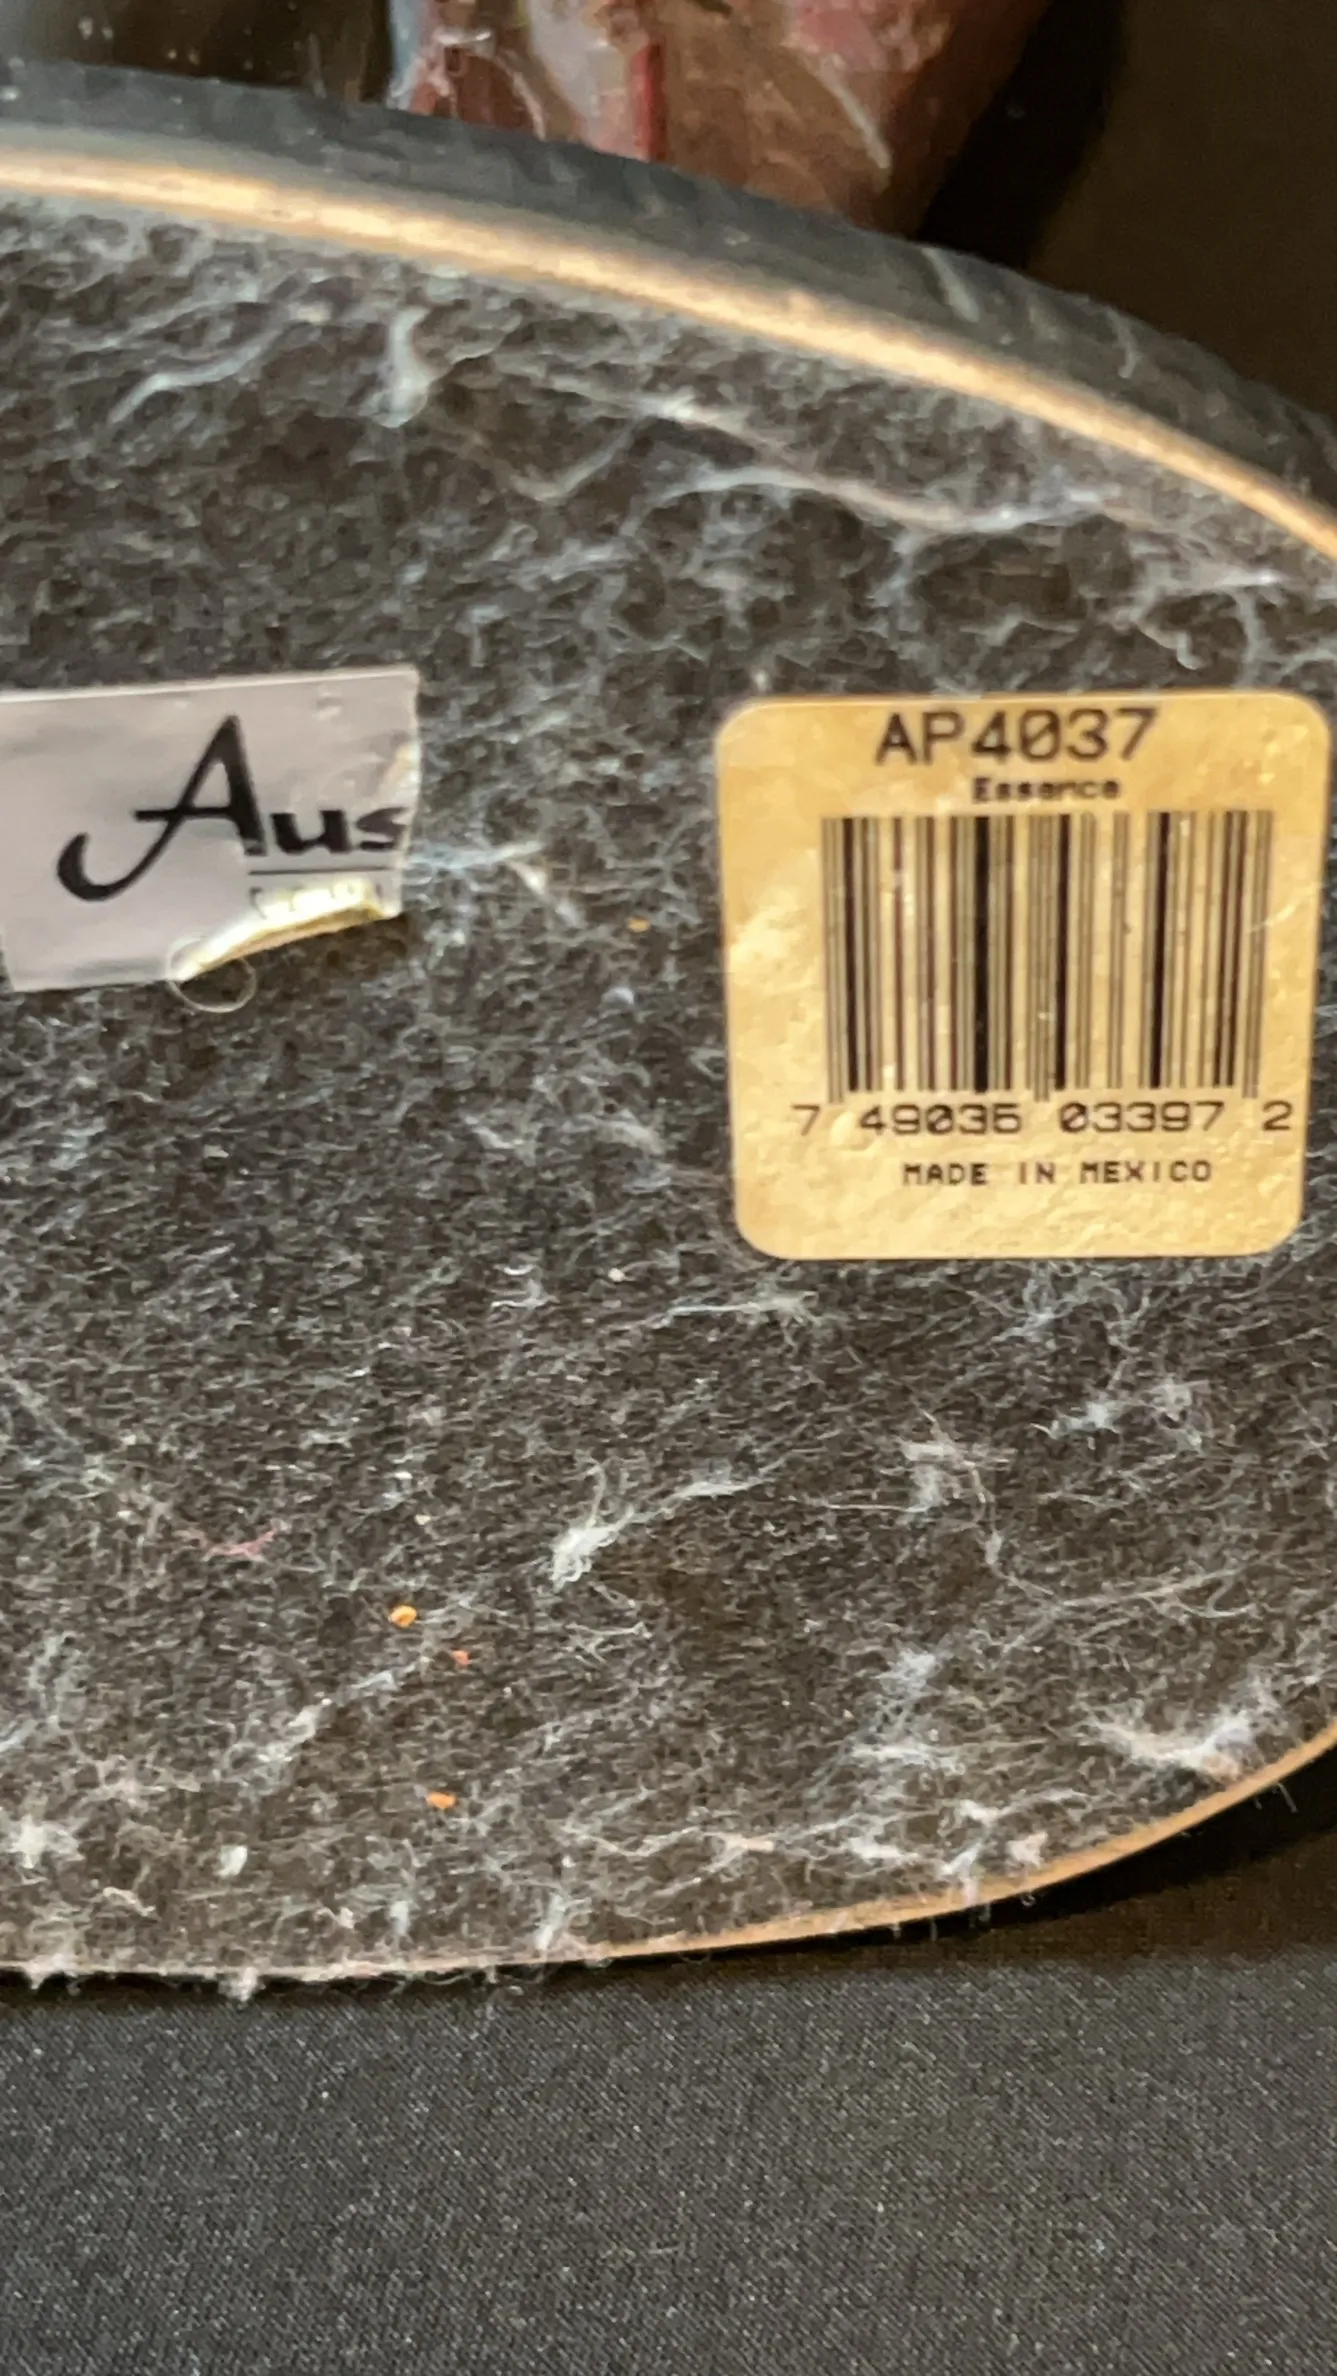 Aus
AP4037
Essence
7 49035 03397 2
MADE IN MEXICO